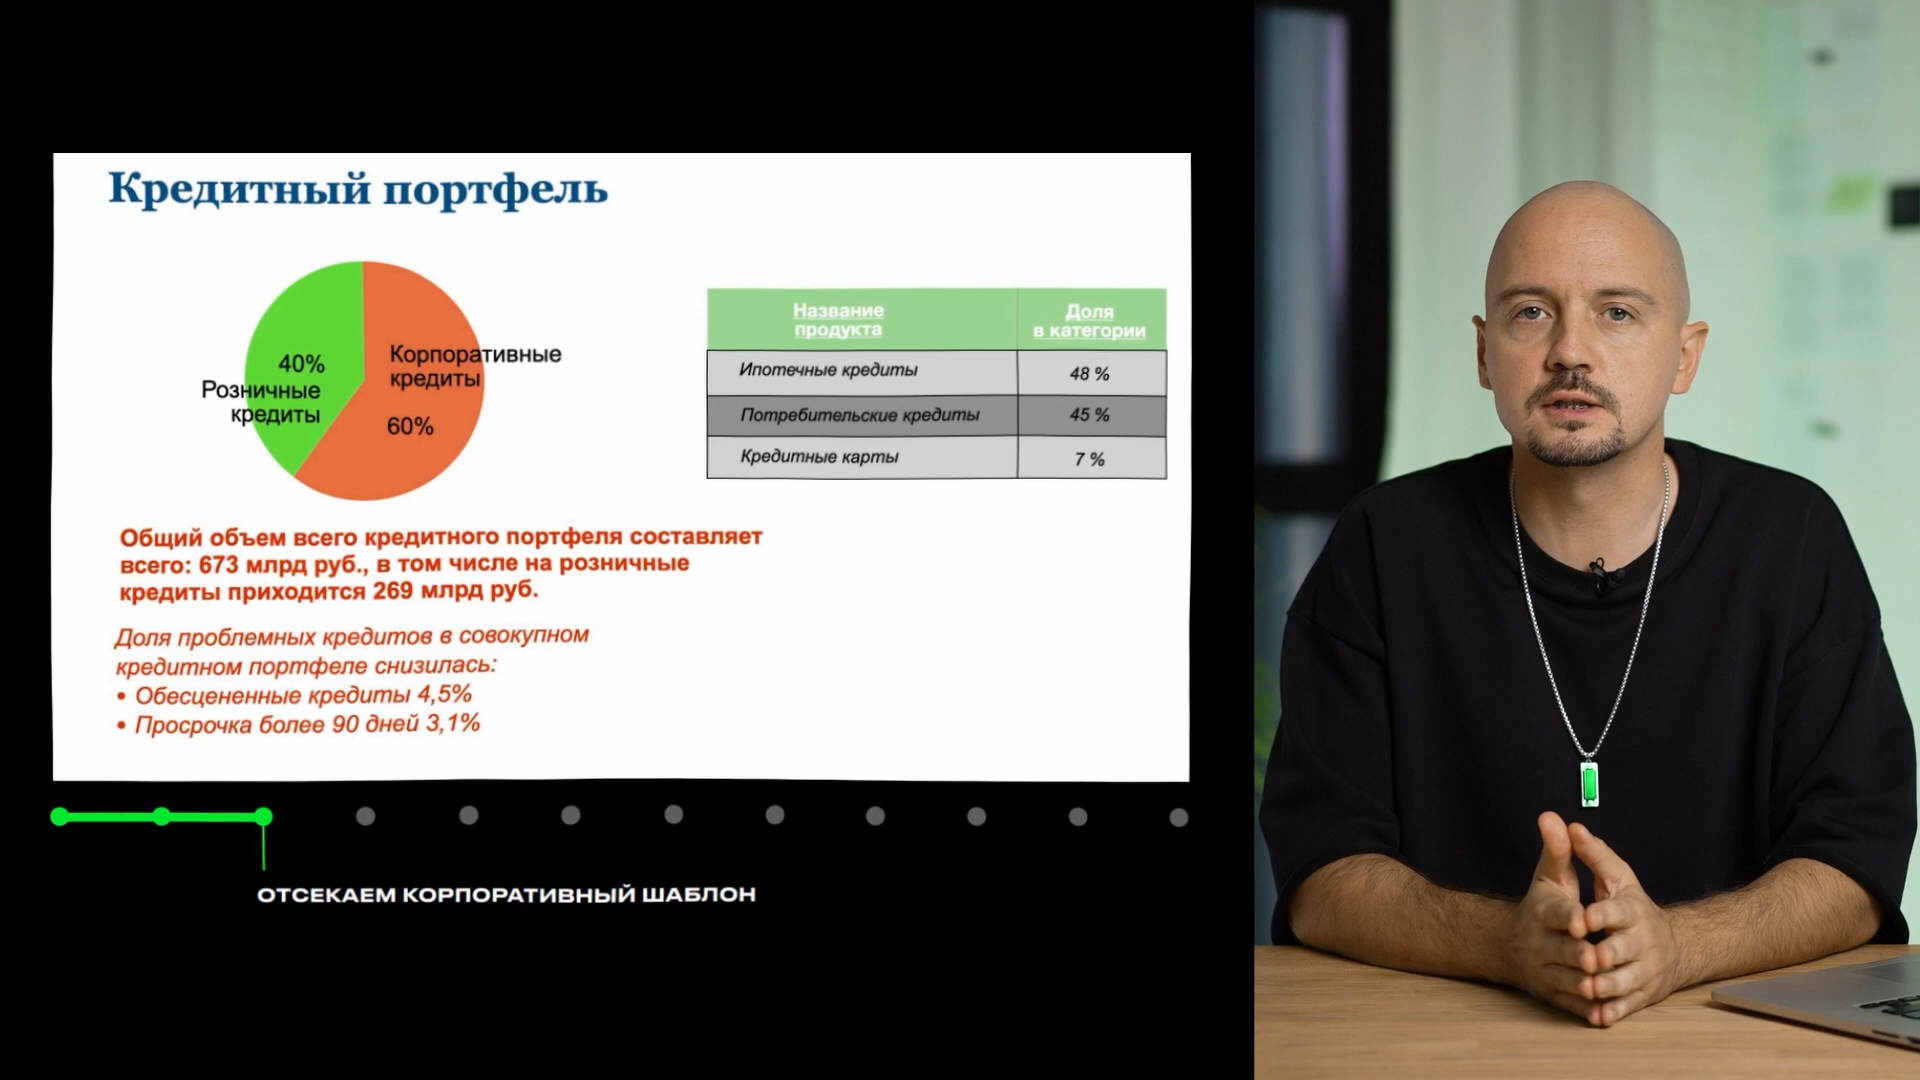 Кредитный портфель
40%
Розничные
кредиты
Корпоративные
кредиты
60%
Название
продукта
Доля
в категории
Ипотечные кредиты
48 %
Потребительские кредиты
45 %
Кредитные карты
7 %
Общий объем всего кредитного портфеля составляет
всего: 673 млрд руб., в том числе на розничные
кредиты приходится 269 млрд руб.
Доля проблемных кредитов в совокупном
кредитном портфеле снизилась:
• Обесцененные кредиты 4,5%
• Просрочка более 90 дней 3,1%
ОТСЕКАЕМ КОРПОРАТИВНЫЙ ШАБЛОН